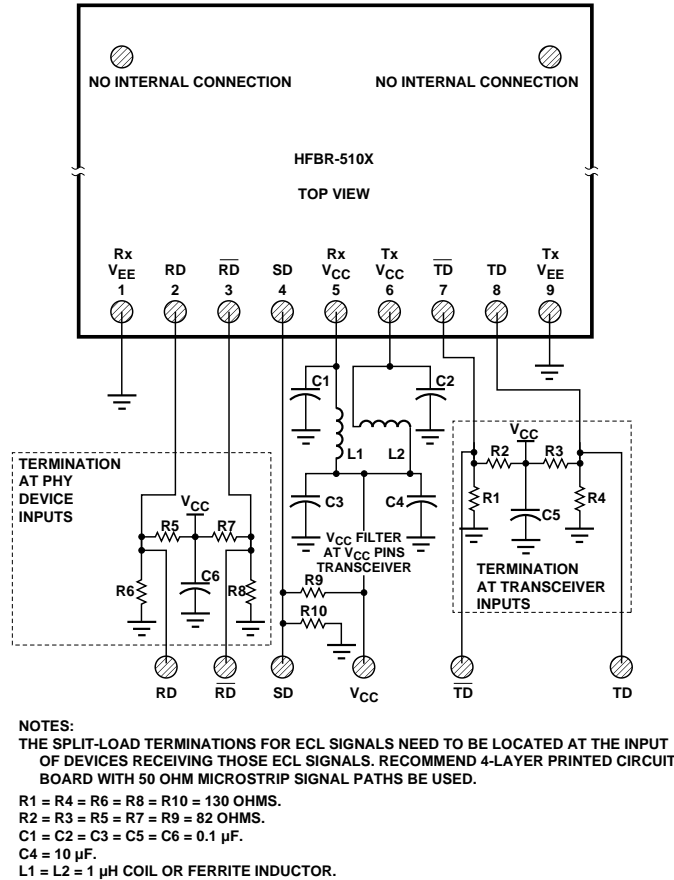 NO INTERNAL CONNECTION
NO INTERNAL CONNECTION
HFBR-510X
TOP VIEW
Rx
VEE
1
RD
2
RD
3
SD
4
Rx
VCC
5
Tx
VCC
6
TD
7
TD
8
Tx
VEE
9
C1
C2
L1
L2
VCC
R2
R3
R1
C5
R4
TERMINATION
AT TRANSCEIVER
INPUTS
TERMINATION
AT PHY
DEVICE
INPUTS
VCC
R5
R7
R6
C6
R8
C3
C4
VCC FILTER
AT VCC PINS
TRANSCEIVER
R9
R10
RD
RD
SD
VCC
TD
TD
NOTES:
THE SPLIT-LOAD TERMINATIONS FOR ECL SIGNALS NEED TO BE LOCATED AT THE INPUT
OF DEVICES RECEIVING THOSE ECL SIGNALS. RECOMMEND 4-LAYER PRINTED CIRCUIT
BOARD WITH 50 OHM MICROSTRIP SIGNAL PATHS BE USED.
R1 = R4 = R6 = R8 = R10 = 130 OHMS.
R2 = R3 = R5 = R7 = R9 = 82 OHMS.
C1 = C2 = C3 = C5 = C6 = 0.1 µF.
C4 = 10 µF.
L1 = L2 = 1 µH COIL OR FERRITE INDUCTOR.